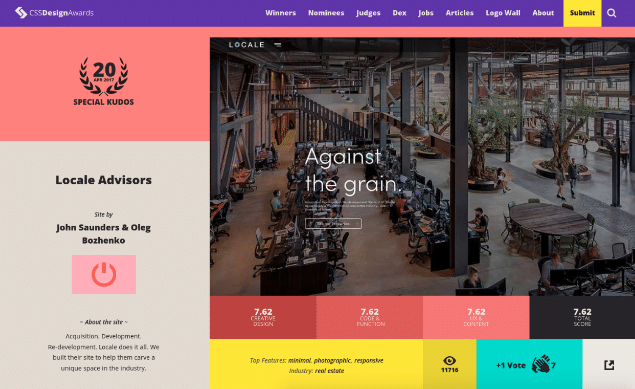 CSSDesignAwards
Winners Nominees Judges Dex Jobs Articles Logo Wall About Submit
20
APR 2017
SPECIAL KUDOS
Locale Advisors
Site by
John Saunders & Oleg
Bozhenko
~ About the site ~
Acquisition. Development.
Re-development. Locale does it all. We
built their site to help them carve a
unique space in the industry.
LOCALE
Against
the grain.
7.62
CREATIVE
DESIGN
7.62
CODE &
FUNCTION
7.62
UX &
CONTENT
7.62
TOTAL
SCORE
Top Features: minimal, photographic, responsive
Industry: real estate
11716
+1 Vote 7